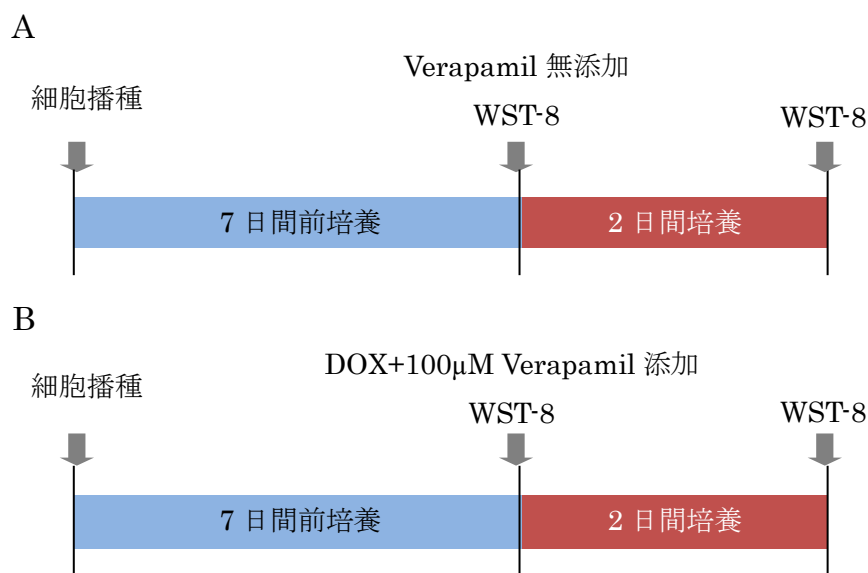 A
Verapamil 無添加
細胞播種
WST-8
WST-8
7 日間前培養
2 日間培養
B
DOX+100μM Verapamil 添加
細胞播種
WST-8
WST-8
7 日間前培養
2 日間培養